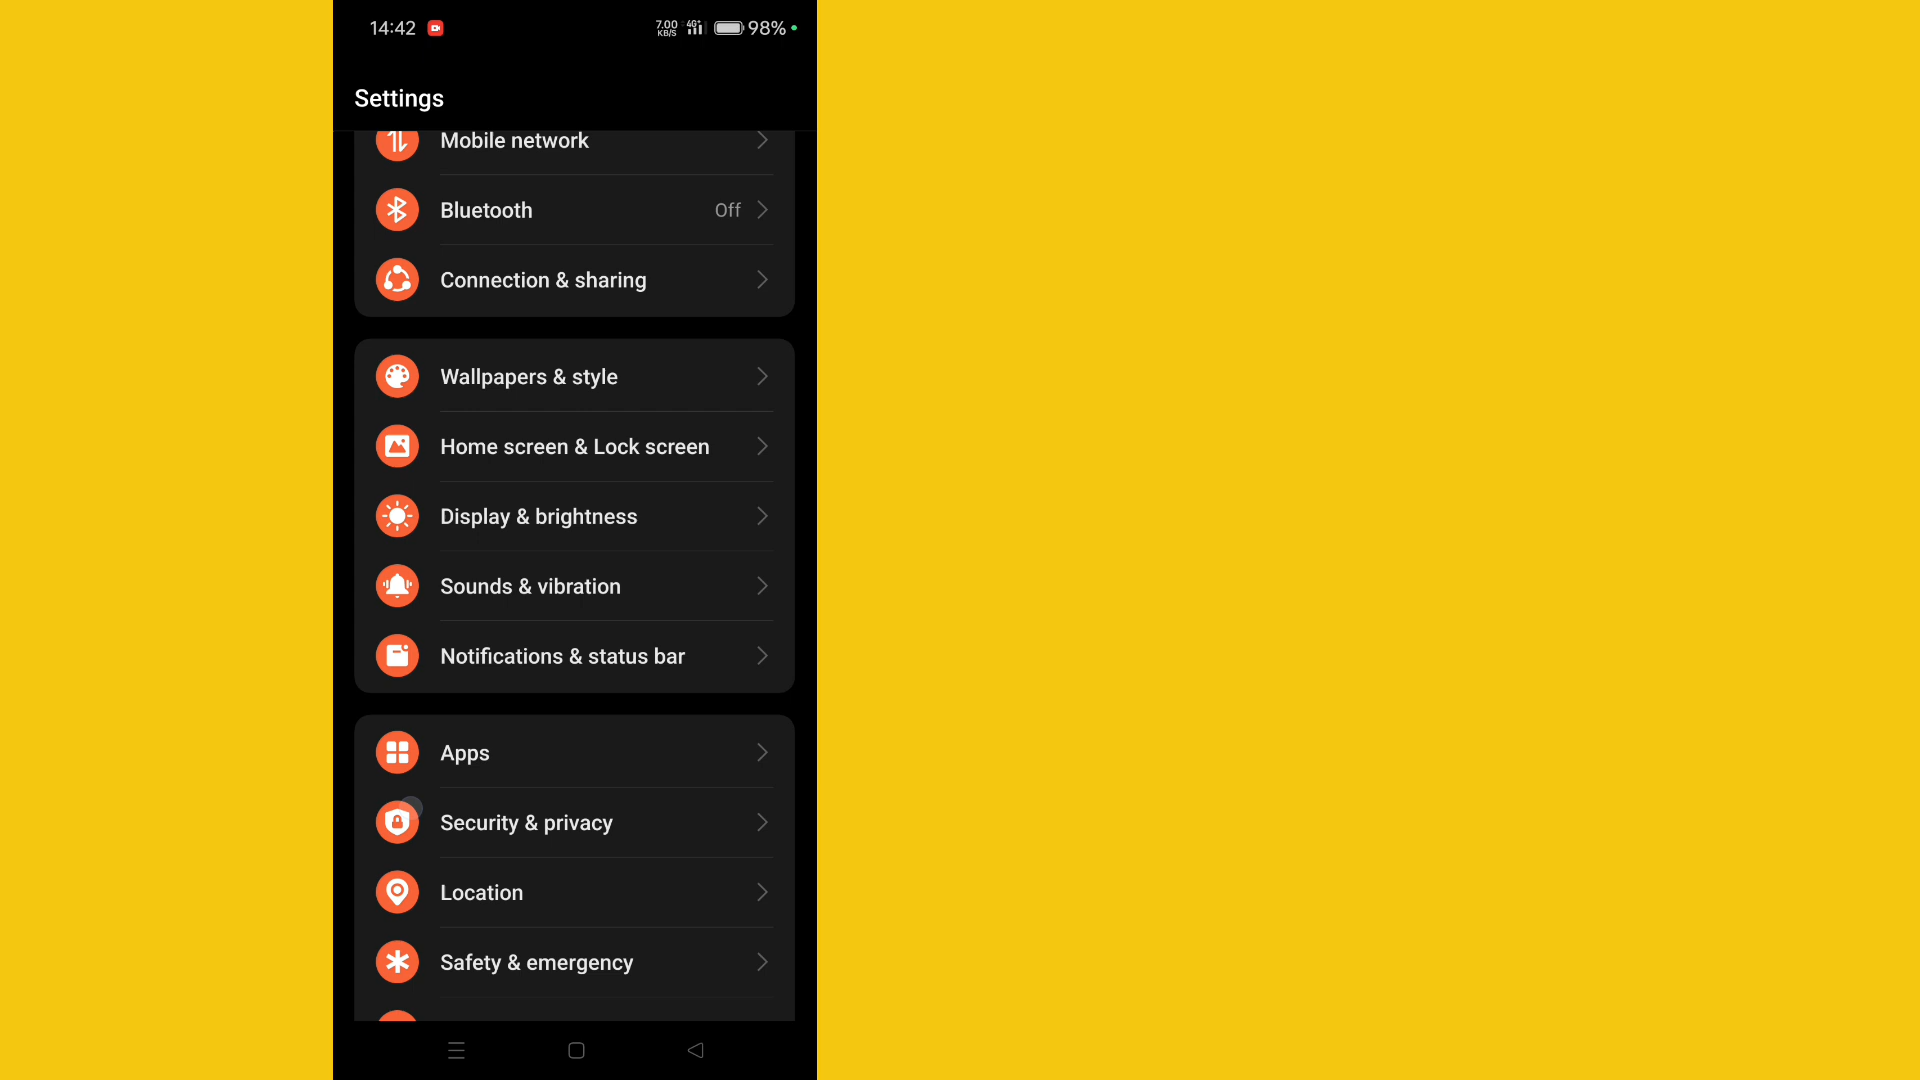 14:42
7.00 KB/S 4G+ 98%
Settings
Mobile network
Bluetooth Off
Connection & sharing
Wallpapers & style
Home screen & Lock screen
Display & brightness
Sounds & vibration
Notifications & status bar
Apps
Security & privacy
Location
Safety & emergency